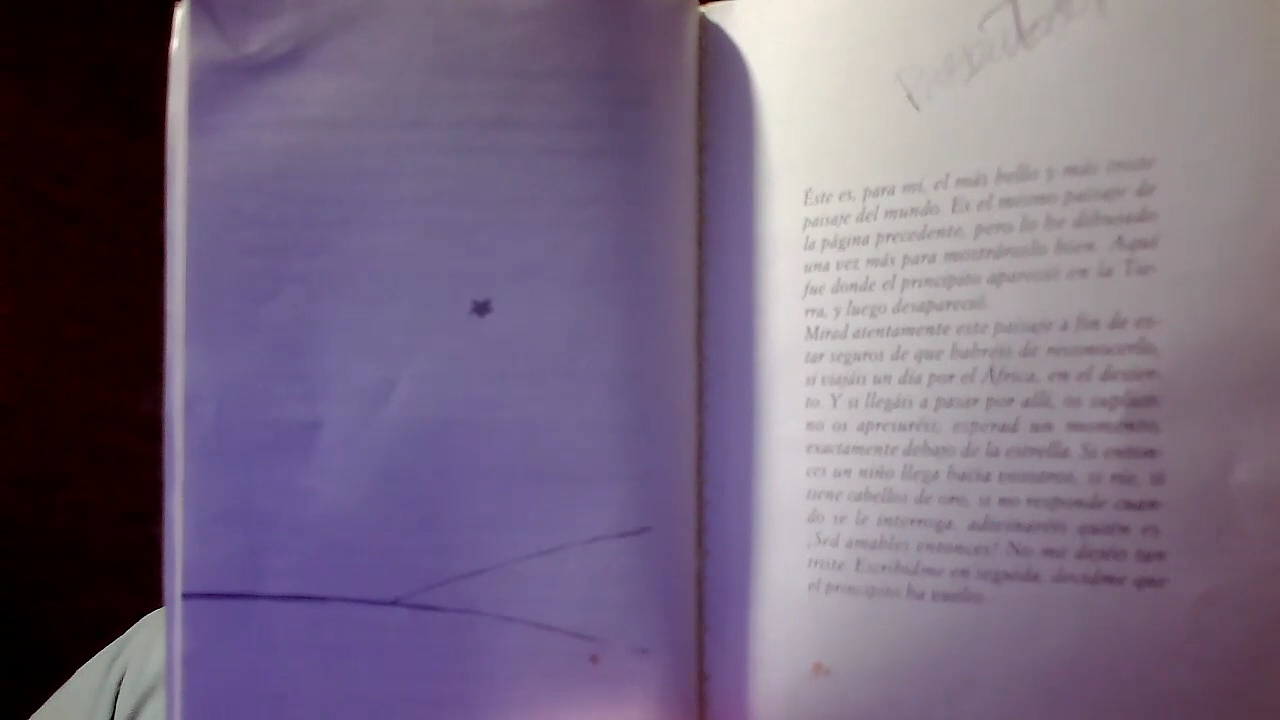 Éste es, para mí, el más bello y más triste
paisaje del mundo. Es el mismo paisaje de
la página precedente, pero lo he dibujado
una vez más para mostrároslo bien. Aquí
fue donde el principito apareció en la Tie-
rra, y luego desapareció.
Mirad atentamente este paisaje a fin de es-
tar seguros de que habréis de reconocerlo,
si viajáis un día por el África, en el desier-
to. Y si llegáis a pasar por allí, os suplico:
no os apresuréis; esperad un momento,
exactamente debajo de la estrella. Si enton-
ces un niño llega hacia vosotros, si ríe, si
tiene cabellos de oro, si no responde cuan-
do se le interroga, adivinaréis quién es.
¡Sed amables entonces! No me dejéis tan
triste. Escribidme en seguida, decidme que
el principito ha vuelto.